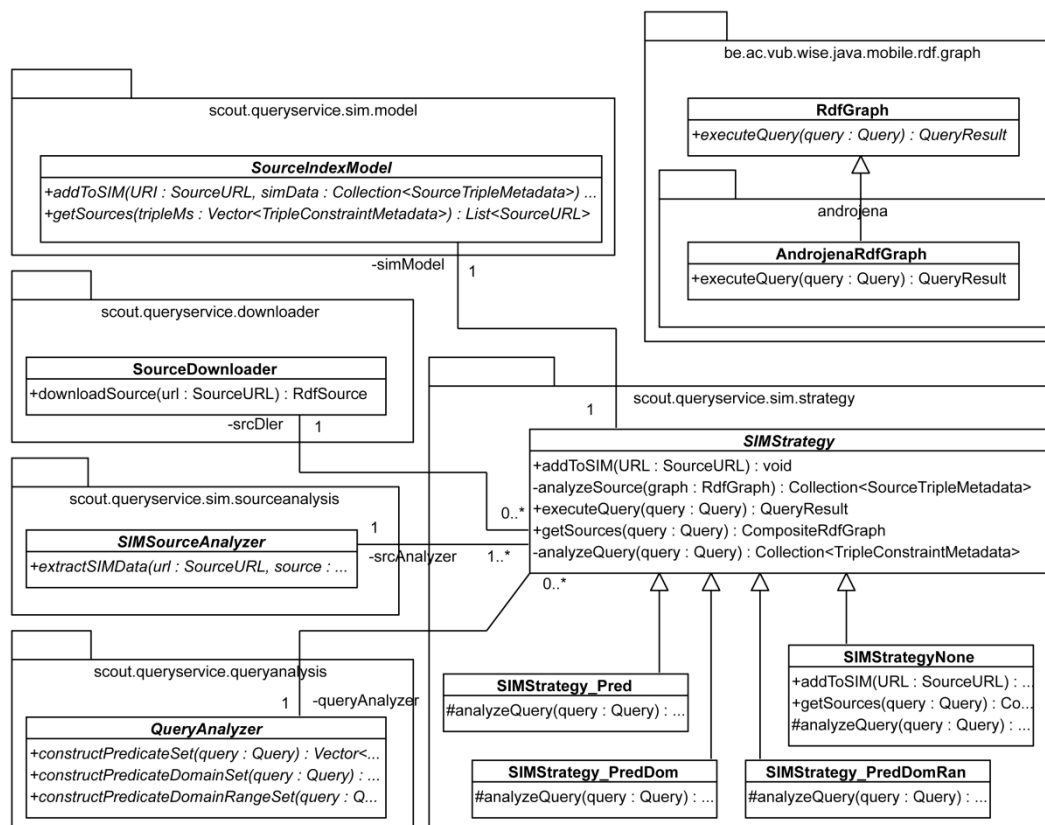 scout.queryservice.sim.model
SourceIndexModel
+addToSIM(URI : SourceURL, simData : Collection<SourceTripleMetadata>) ...
+getSources(tripleMs : Vector<TripleConstraintMetadata>) : List<SourceURL>
-simModel
1
be.ac.vub.wise.java.mobile.rdf.graph
RdfGraph
+executeQuery(query : Query) : QueryResult
androjena
AndrojenaRdfGraph
+executeQuery(query : Query) : QueryResult
scout.queryservice.downloader
SourceDownloader
+downloadSource(url : SourceURL) : RdfSource
-srcDler
1
scout.queryservice.sim.strategy
1
SIMStrategy
+addToSIM(URL : SourceURL) : void
-analyzeSource(graph : RdfGraph) : Collection<SourceTripleMetadata>
+executeQuery(query : Query) : QueryResult
+getSources(query : Query) : CompositeRdfGraph
-analyzeQuery(query : Query) : Collection<TripleConstraintMetadata>
0..*
1..*
0..*
scout.queryservice.sim.sourceanalysis
SIMSourceAnalyzer
+extractSIMData(url : SourceURL, source : ...
1
-srcAnalyzer
scout.queryservice.queryanalysis
1
-queryAnalyzer
QueryAnalyzer
+constructPredicateSet(query : Query) : Vector<...
+constructPredicateDomainSet(query : Query) : ...
+constructPredicateDomainRangeSet(query : Q...
SIMStrategy_Pred
#analyzeQuery(query : Query) : ...
SIMStrategyNone
+addToSIM(URL : SourceURL) : ...
+getSources(query : Query) : Co...
#analyzeQuery(query : Query) : ...
SIMStrategy_PredDom
#analyzeQuery(query : Query) : ...
SIMStrategy_PredDomRan
#analyzeQuery(query : Query) : ...